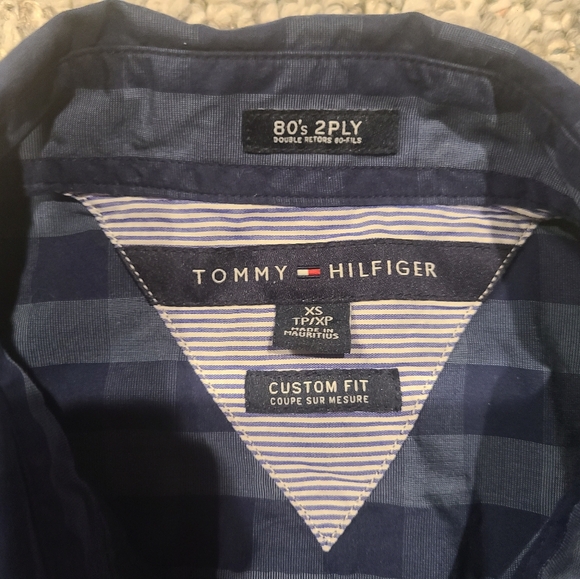 80's 2PLY
DOUBLE RETORS 80-FILS
TOMMY HILFIGER
XS
TP/XP
MADE IN
MAURITIUS
CUSTOM FIT
COUPE SUR MESURE